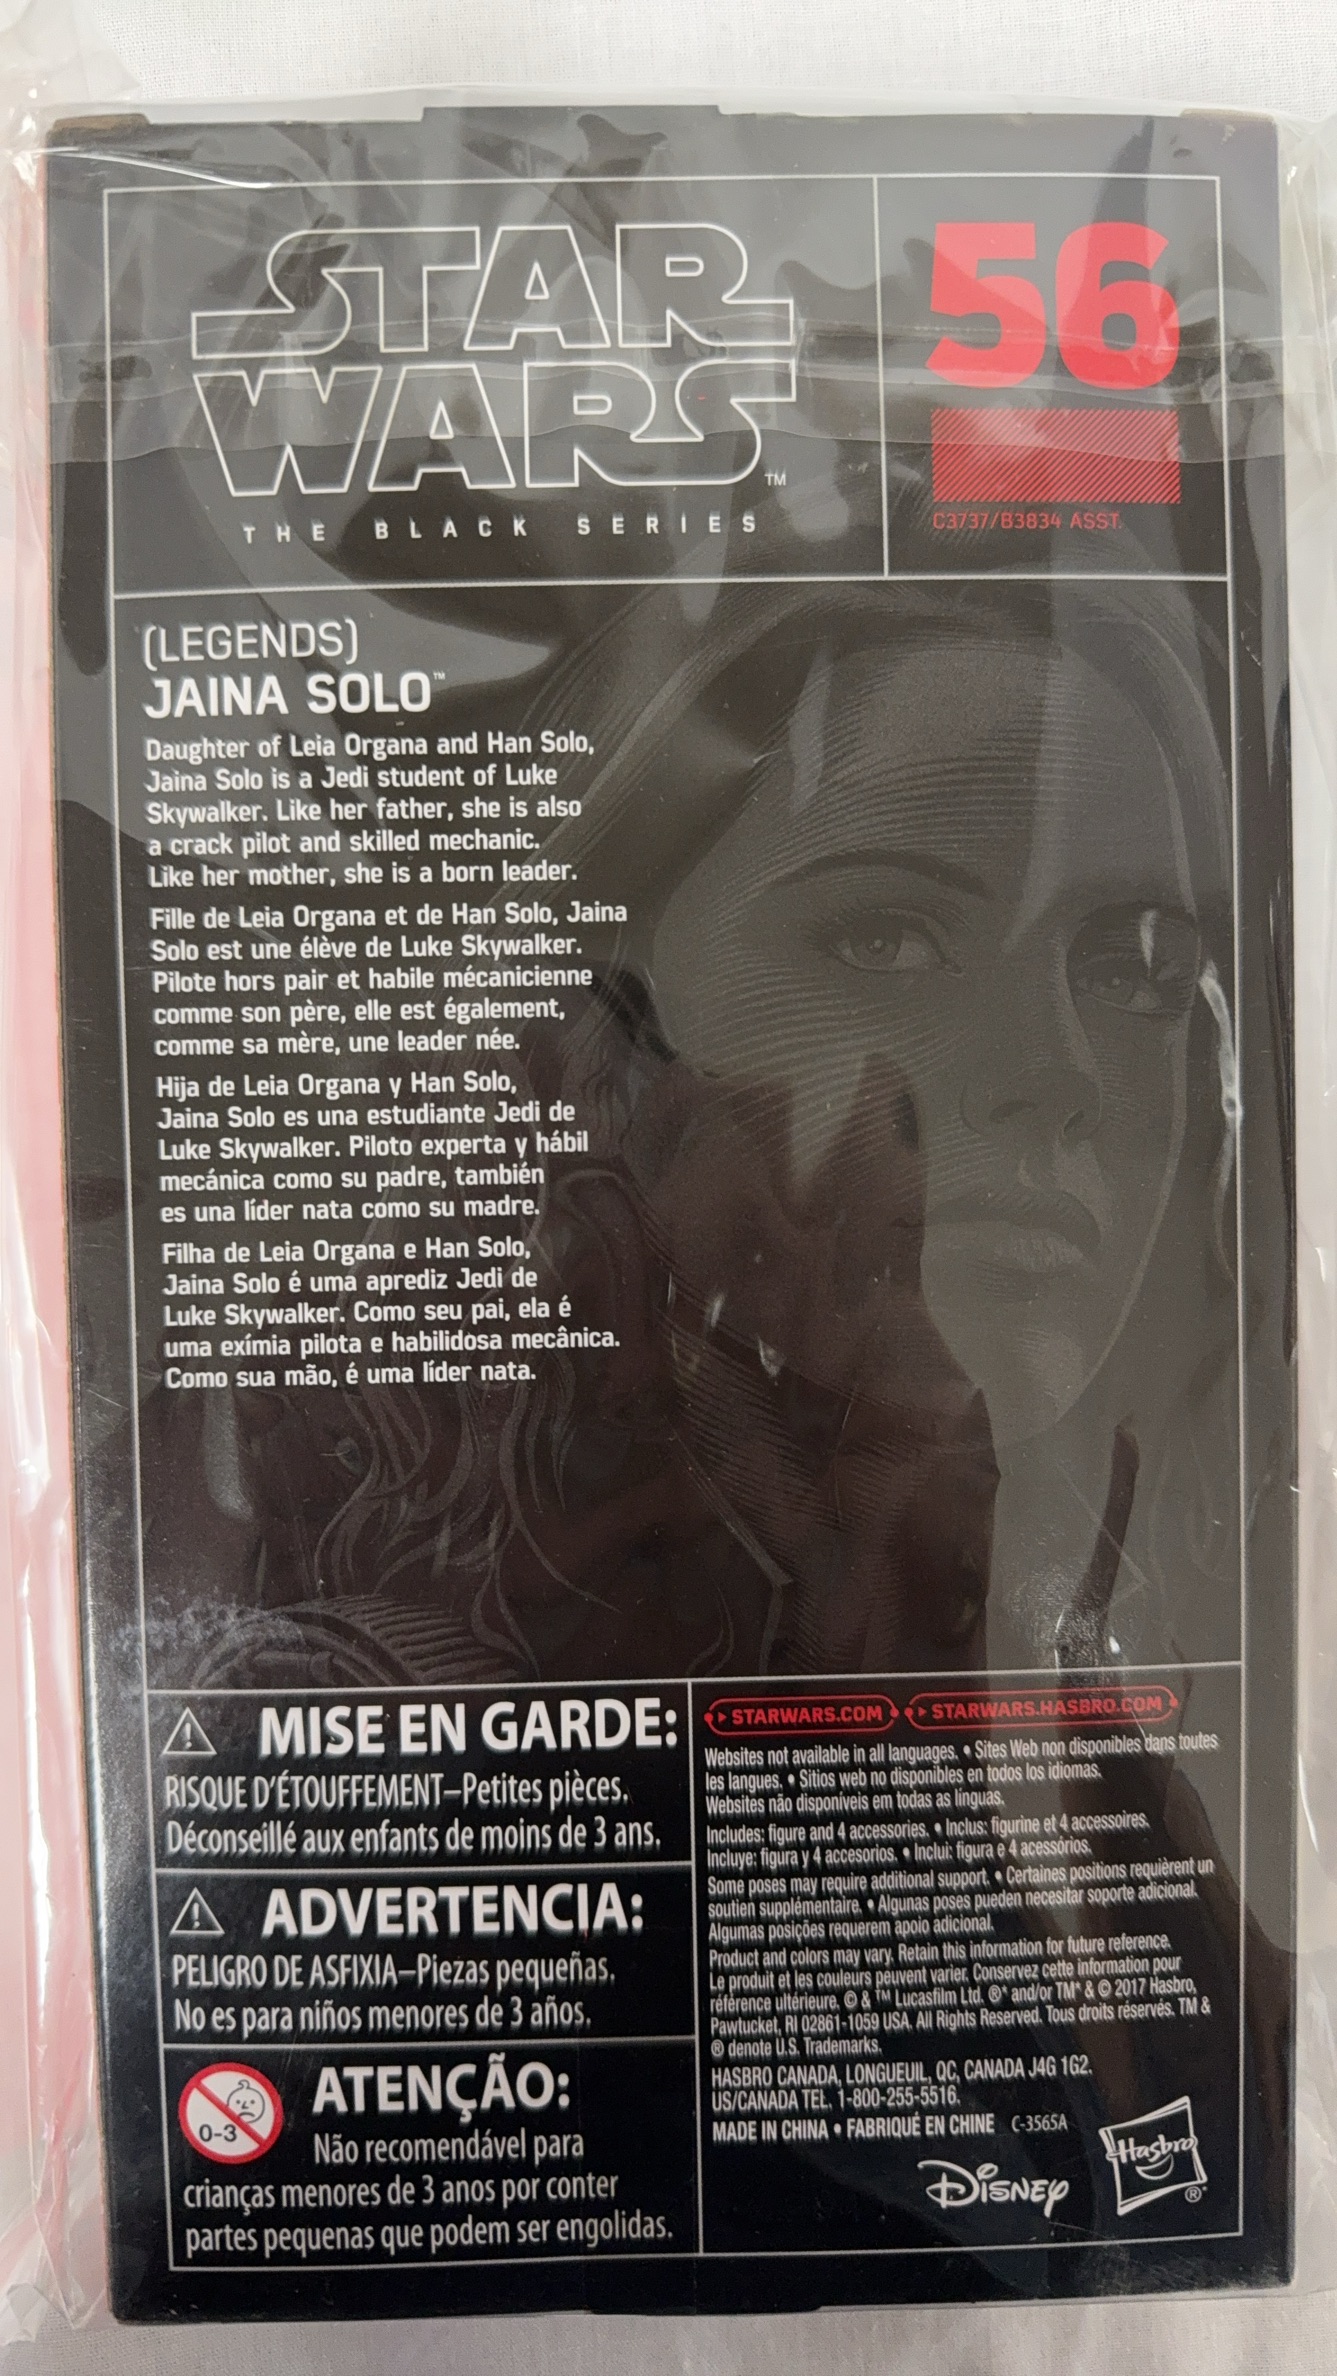 STAR
WARS™
THE BLACK SERIES
56
C3737/B3834 ASST.
(LEGENDS)
JAINA SOLO™
Daughter of Leia Organa and Han Solo,
Jaina Solo is a Jedi student of Luke
Skywalker. Like her father, she is also
a crack pilot and skilled mechanic.
Like her mother, she is a born leader.
Fille de Leia Organa et de Han Solo, Jaina
Solo est une élève de Luke Skywalker.
Pilote hors pair et habile mécanicienne
comme son père, elle est également,
comme sa mère, une leader née.
Hija de Leia Organa y Han Solo,
Jaina Solo es una estudiante Jedi de
Luke Skywalker. Piloto experta y hábil
mecánica como su padre, también
es una líder nata como su madre.
Filha de Leia Organa e Han Solo,
Jaina Solo é uma aprediz Jedi de
Luke Skywalker. Como seu pai, ela é
uma exímia pilota e habilidosa mecânica.
Como sua mão, é uma líder nata.
MISE EN GARDE:
RISQUE D'ÉTOUFFEMENT–Petites pièces.
Déconseillé aux enfants de moins de 3 ans.
ADVERTENCIA:
PELIGRO DE ASFIXIA–Piezas pequeñas.
No es para niños menores de 3 años.
0-3
ATENÇÃO:
Não recomendável para
crianças menores de 3 anos por conter
partes pequenas que podem ser engolidas.
STARWARS.COM STARWARS.HASBRO.COM
Websites not available in all languages. • Sites Web non disponibles dans toutes
les langues. • Sitios web no disponibles en todos los idiomas.
Websites não disponíveis em todas as línguas.
Includes: figure and 4 accessories. • Inclus: figurine et 4 accessoires.
Incluye: figura y 4 accesorios. • Inclui: figura e 4 acessórios.
Some poses may require additional support. • Certaines positions requièrent un
soutien supplémentaire. • Algunas poses pueden necesitar soporte adicional.
Algumas posições requerem apoio adicional.
Product and colors may vary. Retain this information for future reference.
Le produit et les couleurs peuvent varier. Conservez cette information pour
référence ultérieure. © & ™ Lucasfilm Ltd. ®* and/or TM* & © 2017 Hasbro,
Pawtucket, RI 02861-1059 USA. All Rights Reserved. Tous droits réservés. TM &
® denote U.S. Trademarks.
HASBRO CANADA, LONGUEUIL, QC, CANADA J4G 1G2.
US/CANADA TEL. 1-800-255-5516.
MADE IN CHINA • FABRIQUÉ EN CHINE C-3565A
Disney
Hasbro
®*